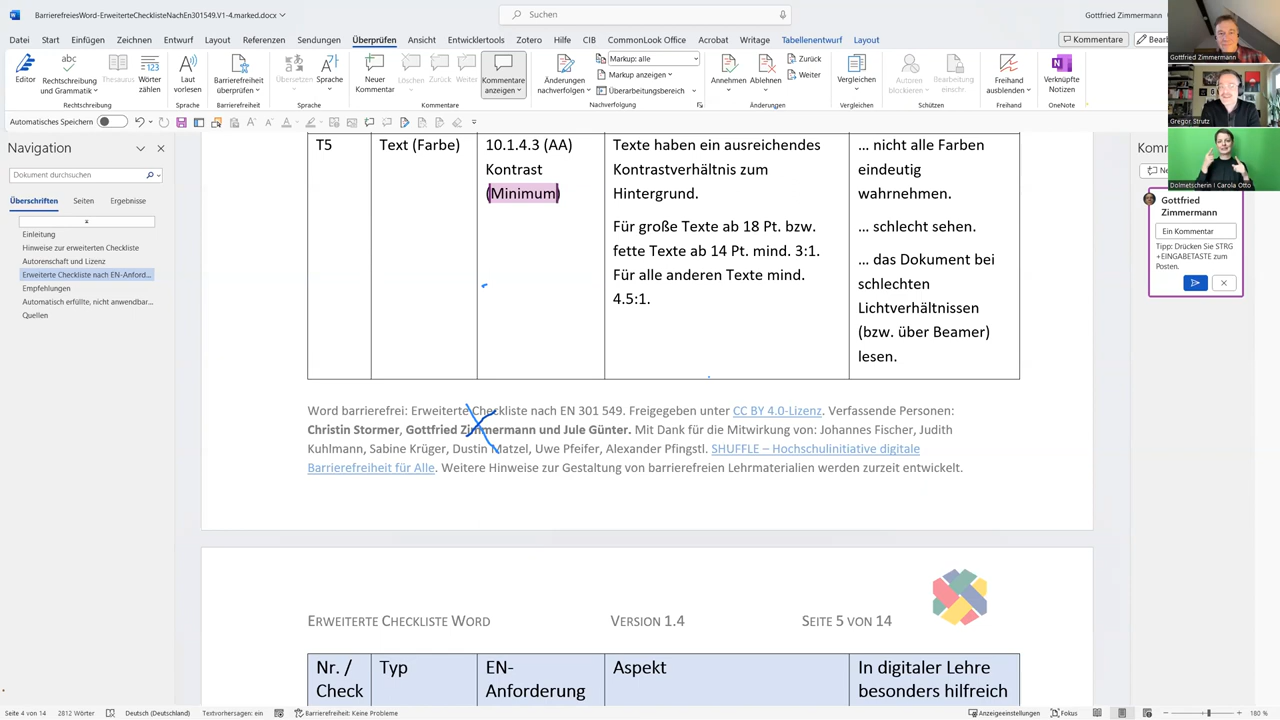 BarrierefreiesWord-ErweiterteChecklisteNachEn301549.V1-4.marked.docx
Suchen
Gottfried Zimmermann
Datei Start Einfügen Zeichnen Entwurf Layout Referenzen Sendungen Überprüfen Ansicht Entwicklertools Zotero Hilfe CIB CommonLook Office Acrobat Writage Tabellenentwurf Layout
Kommentare
Editor
Rechtschreibung und Grammatik
Thesaurus
Wörter zählen
Rechtschreibung
Laut vorlesen
Sprache
Barrierefreiheit überprüfen
Barrierefreiheit
Übersetzen
Sprache
Sprache
Neuer Kommentar
Löschen
Zurück
Weiter
Kommentare anzeigen
Kommentare
Änderungen nachverfolgen
Markup: alle
Markup anzeigen
Überarbeitungsbereich
Nachverfolgung
Annehmen
Ablehnen
Zurück
Weiter
Änderungen
Vergleichen
Vergleichen
Autoren blockieren
Bearbeitung einschr.
Schützen
Freihand ausblenden
Freihand
Verknüpfte Notizen
OneNote
Automatisches Speichern
Navigation
Dokument durchsuchen
Überschriften Seiten Ergebnisse
Einleitung
Hinweise zur erweiterten Checkliste
Autorenschaft und Lizenz
Erweiterte Checkliste nach EN-Anford...
Empfehlungen
Automatisch erfüllte, nicht anwendbar...
Quellen
T5
Text (Farbe)
10.1.4.3 (AA)
Kontrast
(Minimum)
Texte haben ein ausreichendes
Kontrastverhältnis zum
Hintergrund.
Für große Texte ab 18 Pt. bzw.
fette Texte ab 14 Pt. mind. 3:1.
Für alle anderen Texte mind.
4.5:1.
… nicht alle Farben
eindeutig
wahrnehmen.
… schlecht sehen.
… das Dokument bei
schlechten
Lichtverhältnissen
(bzw. über Beamer)
lesen.
Word barrierefrei: Erweiterte Checkliste nach EN 301 549. Freigegeben unter CC BY 4.0-Lizenz. Verfassende Personen:
Christin Stormer, Gottfried Zimmermann und Jule Günter. Mit Dank für die Mitwirkung von: Johannes Fischer, Judith
Kuhlmann, Sabine Krüger, Dustin Matzel, Uwe Pfeifer, Alexander Pfingstl. SHUFFLE – Hochschulinitiative digitale
Barrierefreiheit für Alle. Weitere Hinweise zur Gestaltung von barrierefreien Lehrmaterialien werden zurzeit entwickelt.
ERWEITERTE CHECKLISTE WORD VERSION 1.4 SEITE 5 VON 14
Nr. /
Check
Typ
EN-
Anforderung
Aspekt
In digitaler Lehre
besonders hilfreich
Gottfried Zimmermann
Gregor Strutz
Dolmetscherin I Carola Otto
Gottfried
Zimmermann
Ein Kommentar
Tipp: Drücken Sie STRG
+EINGABETASTE zum
Posten.
Seite 4 von 14 2812 Wörter Deutsch (Deutschland) Textvorhersagen: ein Barrierefreiheit: Keine Probleme
Anzeigeeinstellungen Fokus 180 %